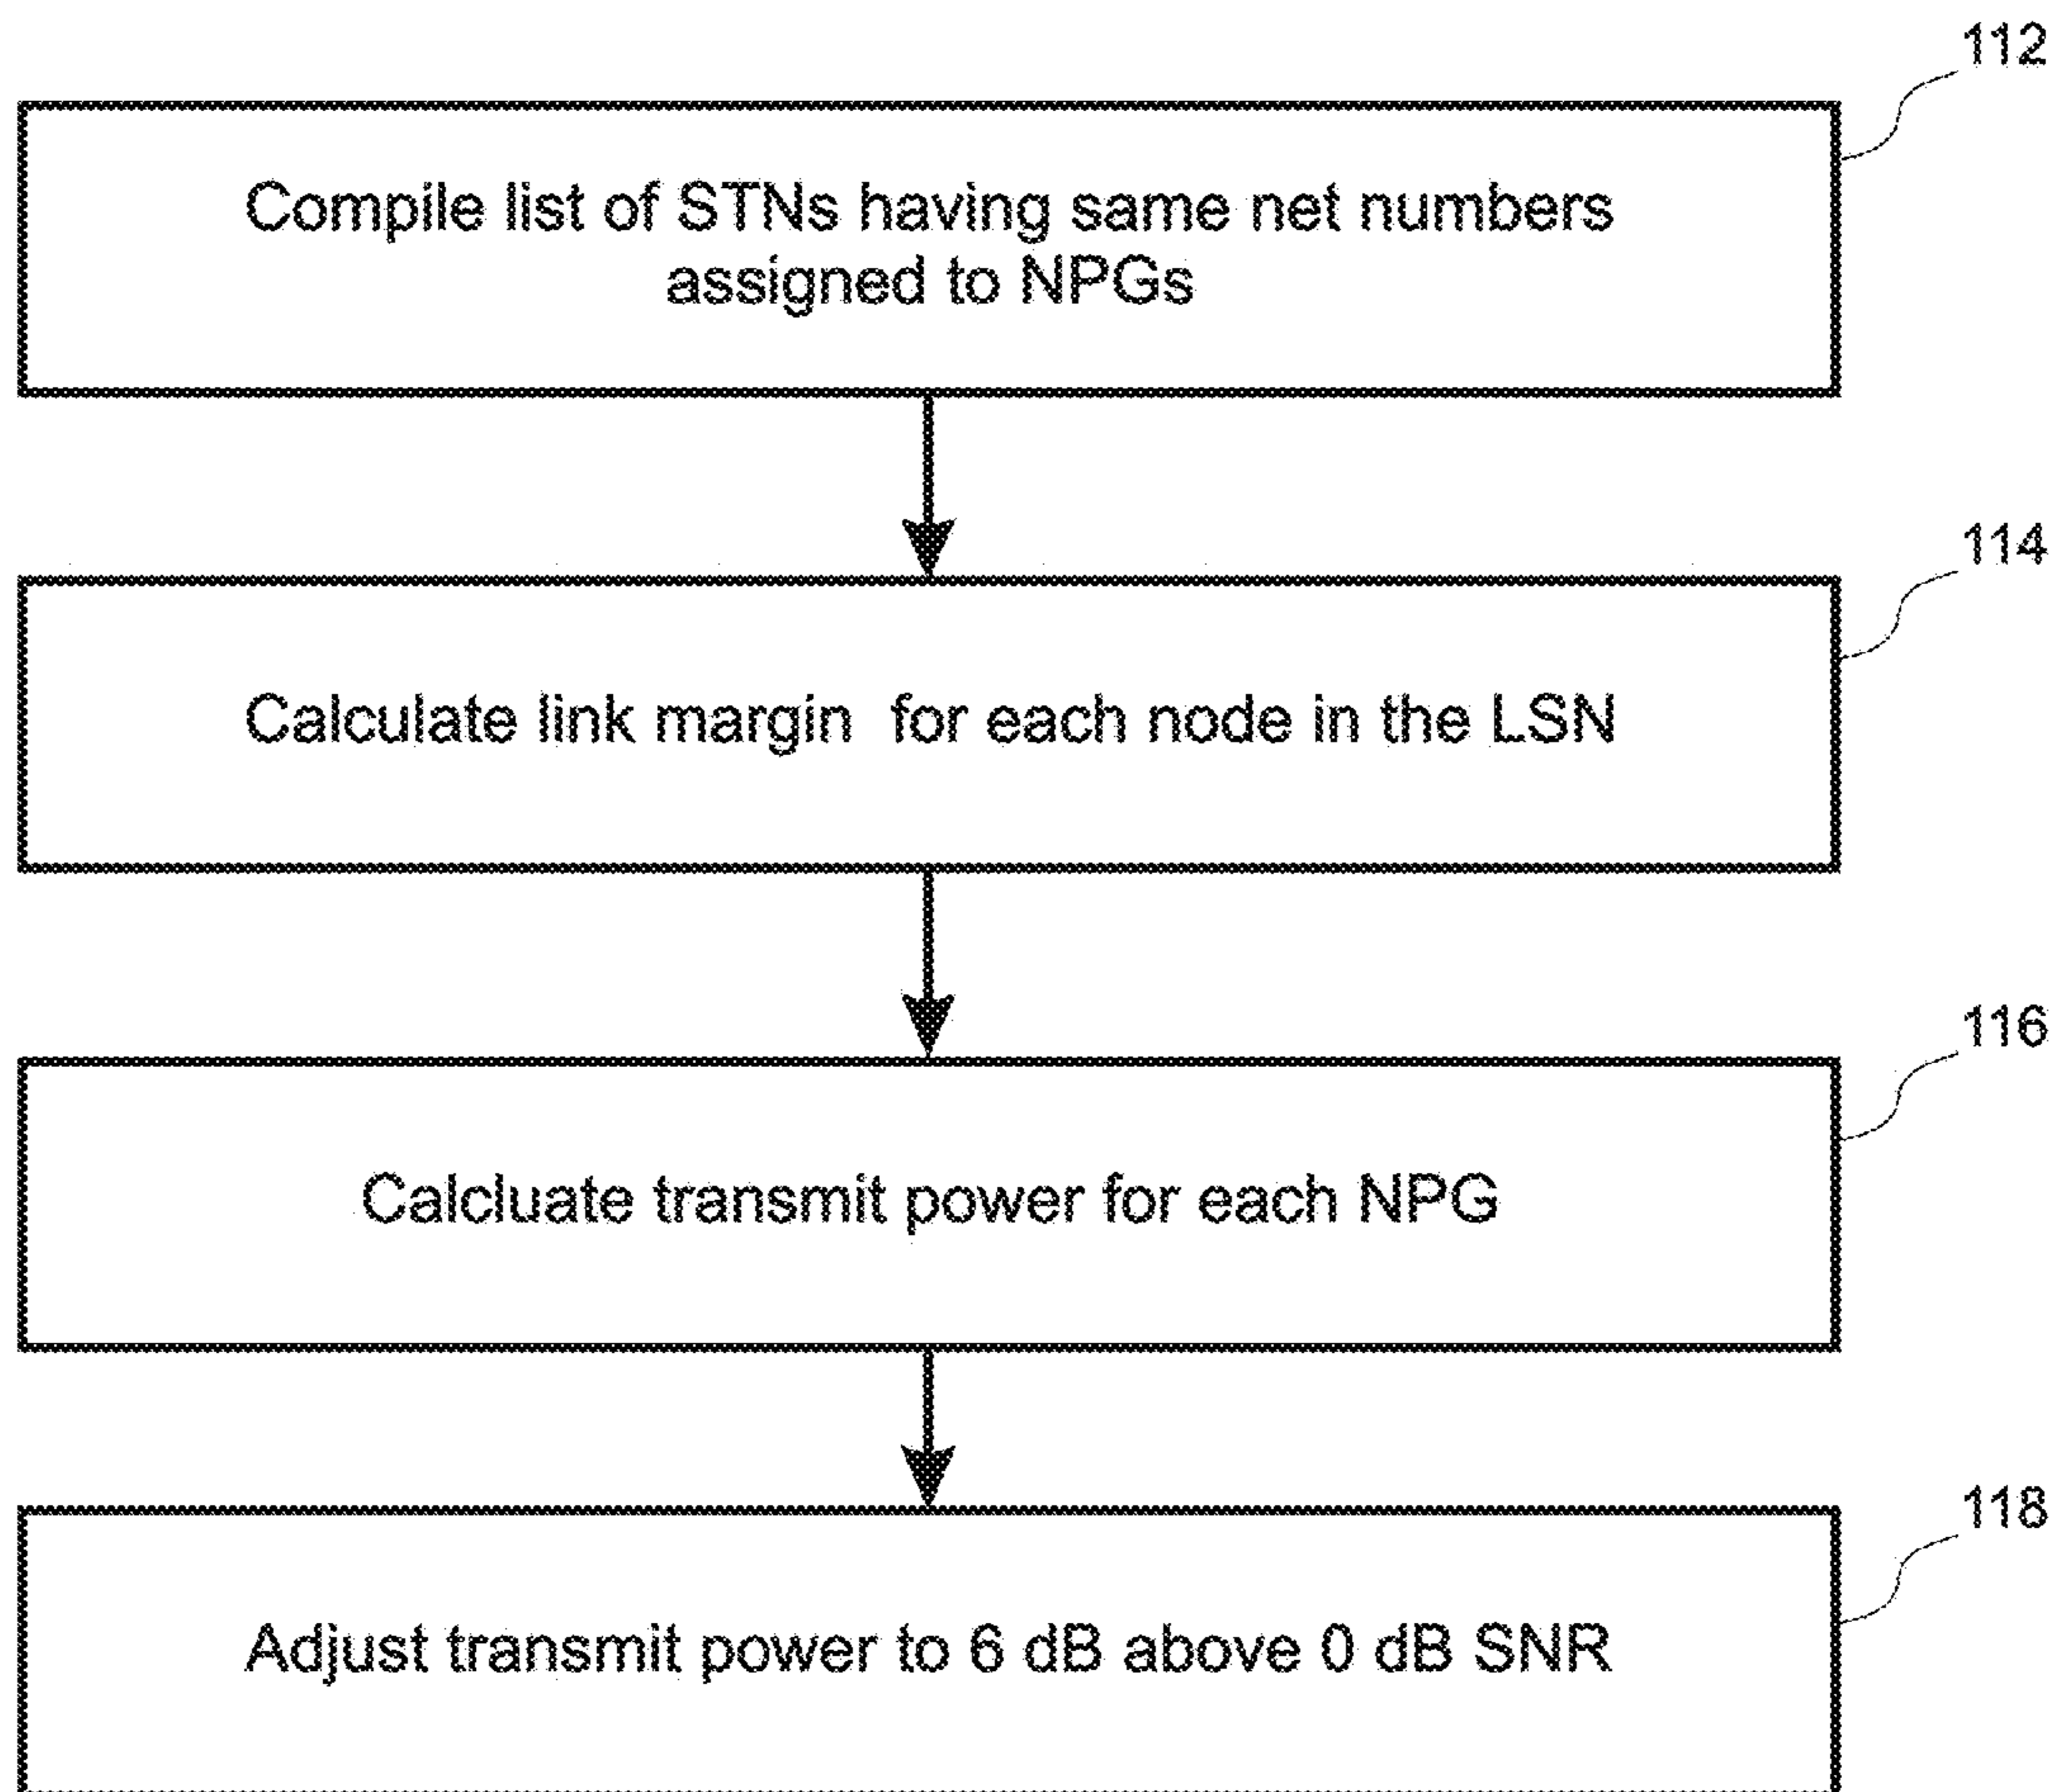 112
Compile list of STNs having same net numbers
assigned to NPGs
114
Calculate link margin for each node in the LSN
116
Calcluate transmit power for each NPG
118
Adjust transmit power to 6 dB above 0 dB SNR